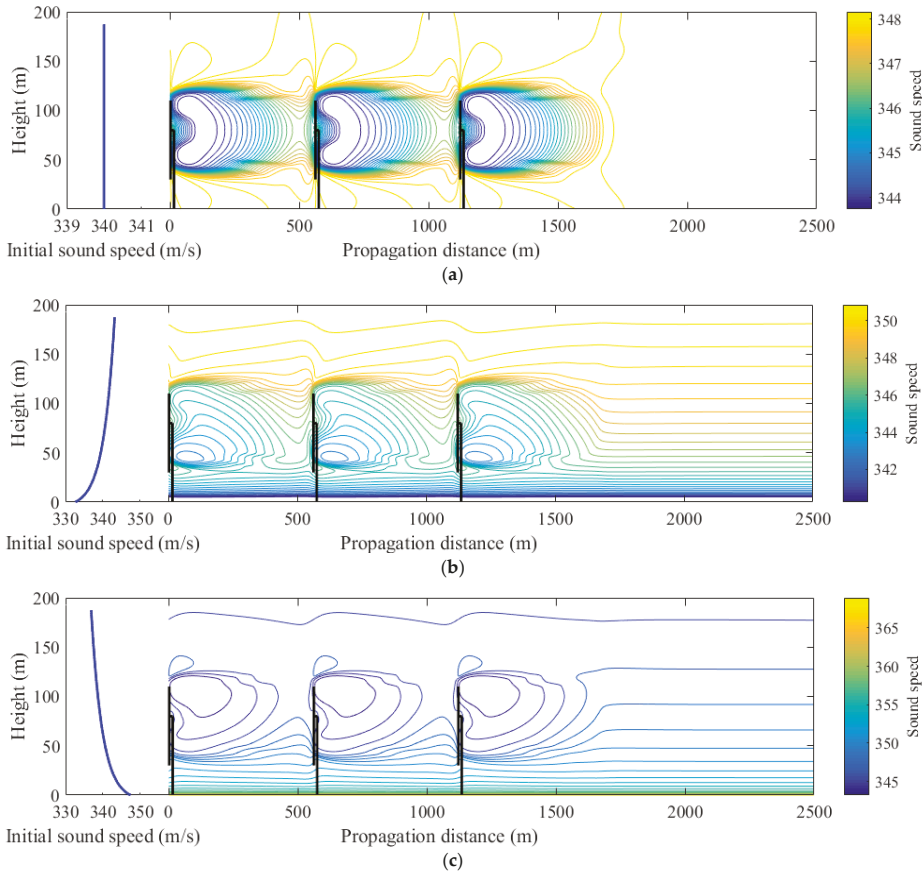 200
150
100
50
0
Height (m)
339 340 341
0 500 1000 1500 2000 2500
Initial sound speed (m/s)
Propagation distance (m)
348
347
346
345
344
Sound speed
(a)
200
150
100
50
0
Height (m)
330 340 350
0 500 1000 1500 2000 2500
Initial sound speed (m/s)
Propagation distance (m)
350
348
346
344
342
Sound speed
(b)
200
150
100
50
0
Height (m)
330 340 350
0 500 1000 1500 2000 2500
Initial sound speed (m/s)
Propagation distance (m)
365
360
355
350
345
Sound speed
(c)